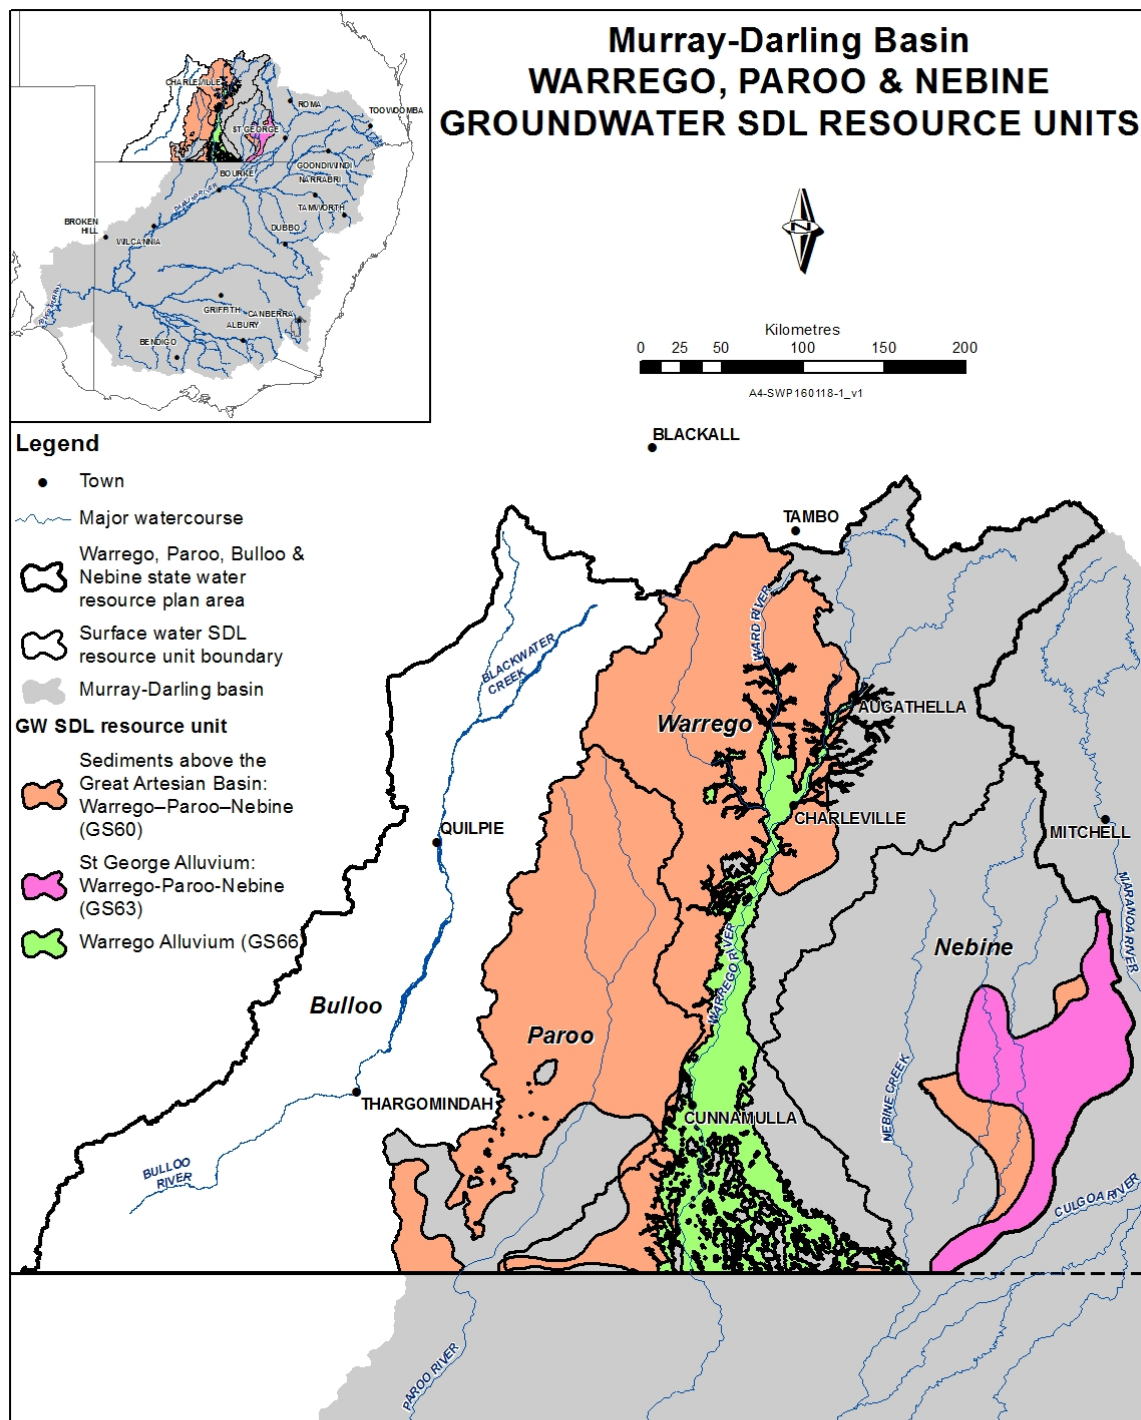 Murray-Darling Basin
WARREGO, PAROO & NEBINE
GROUNDWATER SDL RESOURCE UNITS
CHARLEVILLE
ROMA
TOOWOOMBA
ST GEORGE
GOONDIWINDI
BOURKE
NARRABRI
DARLING RIVER
TAMWORTH
BROKEN
HILL
WILCANNIA
DUBBO
GRIFFITH
CANBERRA
ALBURY
BENDIGO
N
Kilometres
0 25 50 100 150 200
A4-SWP160118-1_v1
Legend
Town
Major watercourse
Warrego, Paroo, Bulloo &
Nebine state water
resource plan area
Surface water SDL
resource unit boundary
Murray-Darling basin
GW SDL resource unit
Sediments above the
Great Artesian Basin:
Warrego–Paroo–Nebine
(GS60)
St George Alluvium:
Warrego-Paroo-Nebine
(GS63)
Warrego Alluvium (GS66
BLACKALL
TAMBO
WARD RIVER
BLACKWATER
CREEK
AUGATHELLA
Warrego
CHARLEVILLE
QUILPIE
MITCHELL
MARANOA RIVER
WARREGO RIVER
Nebine
Bulloo
Paroo
NEBINE CREEK
THARGOMINDAH
CUNNAMULLA
BULLOO
RIVER
CULGOA RIVER
PAROO RIVER